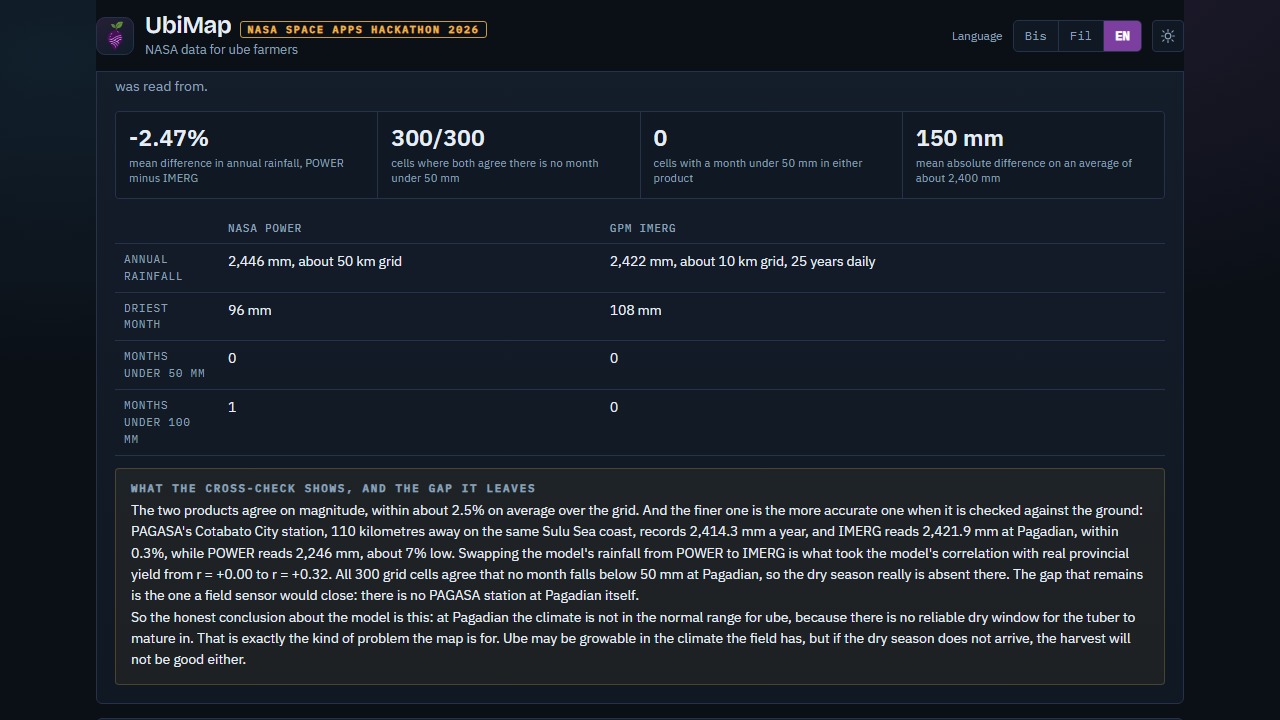 UbiMap NASA SPACE APPS HACKATHON 2026
NASA data for ube farmers
Language Bis Fil EN
was read from.
-2.47%
mean difference in annual rainfall, POWER
minus IMERG
300/300
cells where both agree there is no month
under 50 mm
0
cells with a month under 50 mm in either
product
150 mm
mean absolute difference on an average of
about 2,400 mm
NASA POWER GPM IMERG
ANNUAL
RAINFALL
2,446 mm, about 50 km grid 2,422 mm, about 10 km grid, 25 years daily
DRIEST
MONTH
96 mm 108 mm
MONTHS
UNDER 50 MM
0 0
MONTHS
UNDER 100
MM
1 0
WHAT THE CROSS-CHECK SHOWS, AND THE GAP IT LEAVES
The two products agree on magnitude, within about 2.5% on average over the grid. And the finer one is the more accurate one when it is checked against the ground:
PAGASA's Cotabato City station, 110 kilometres away on the same Sulu Sea coast, records 2,414.3 mm a year, and IMERG reads 2,421.9 mm at Pagadian, within
0.3%, while POWER reads 2,246 mm, about 7% low. Swapping the model's rainfall from POWER to IMERG is what took the model's correlation with real provincial
yield from r = +0.00 to r = +0.32. All 300 grid cells agree that no month falls below 50 mm at Pagadian, so the dry season really is absent there. The gap that remains
is the one a field sensor would close: there is no PAGASA station at Pagadian itself.
So the honest conclusion about the model is this: at Pagadian the climate is not in the normal range for ube, because there is no reliable dry window for the tuber to
mature in. That is exactly the kind of problem the map is for. Ube may be growable in the climate the field has, but if the dry season does not arrive, the harvest will
not be good either.